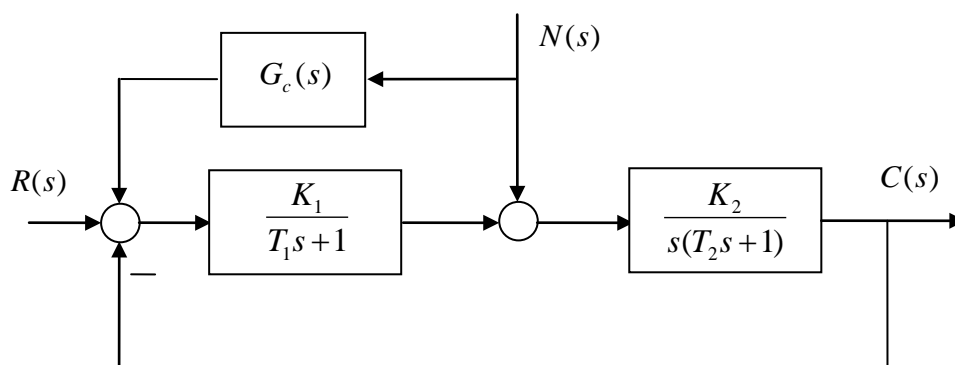 N(s)
G_c(s)
R(s)
K_1
T_1s+1
K_2
s(T_2s+1)
C(s)
—